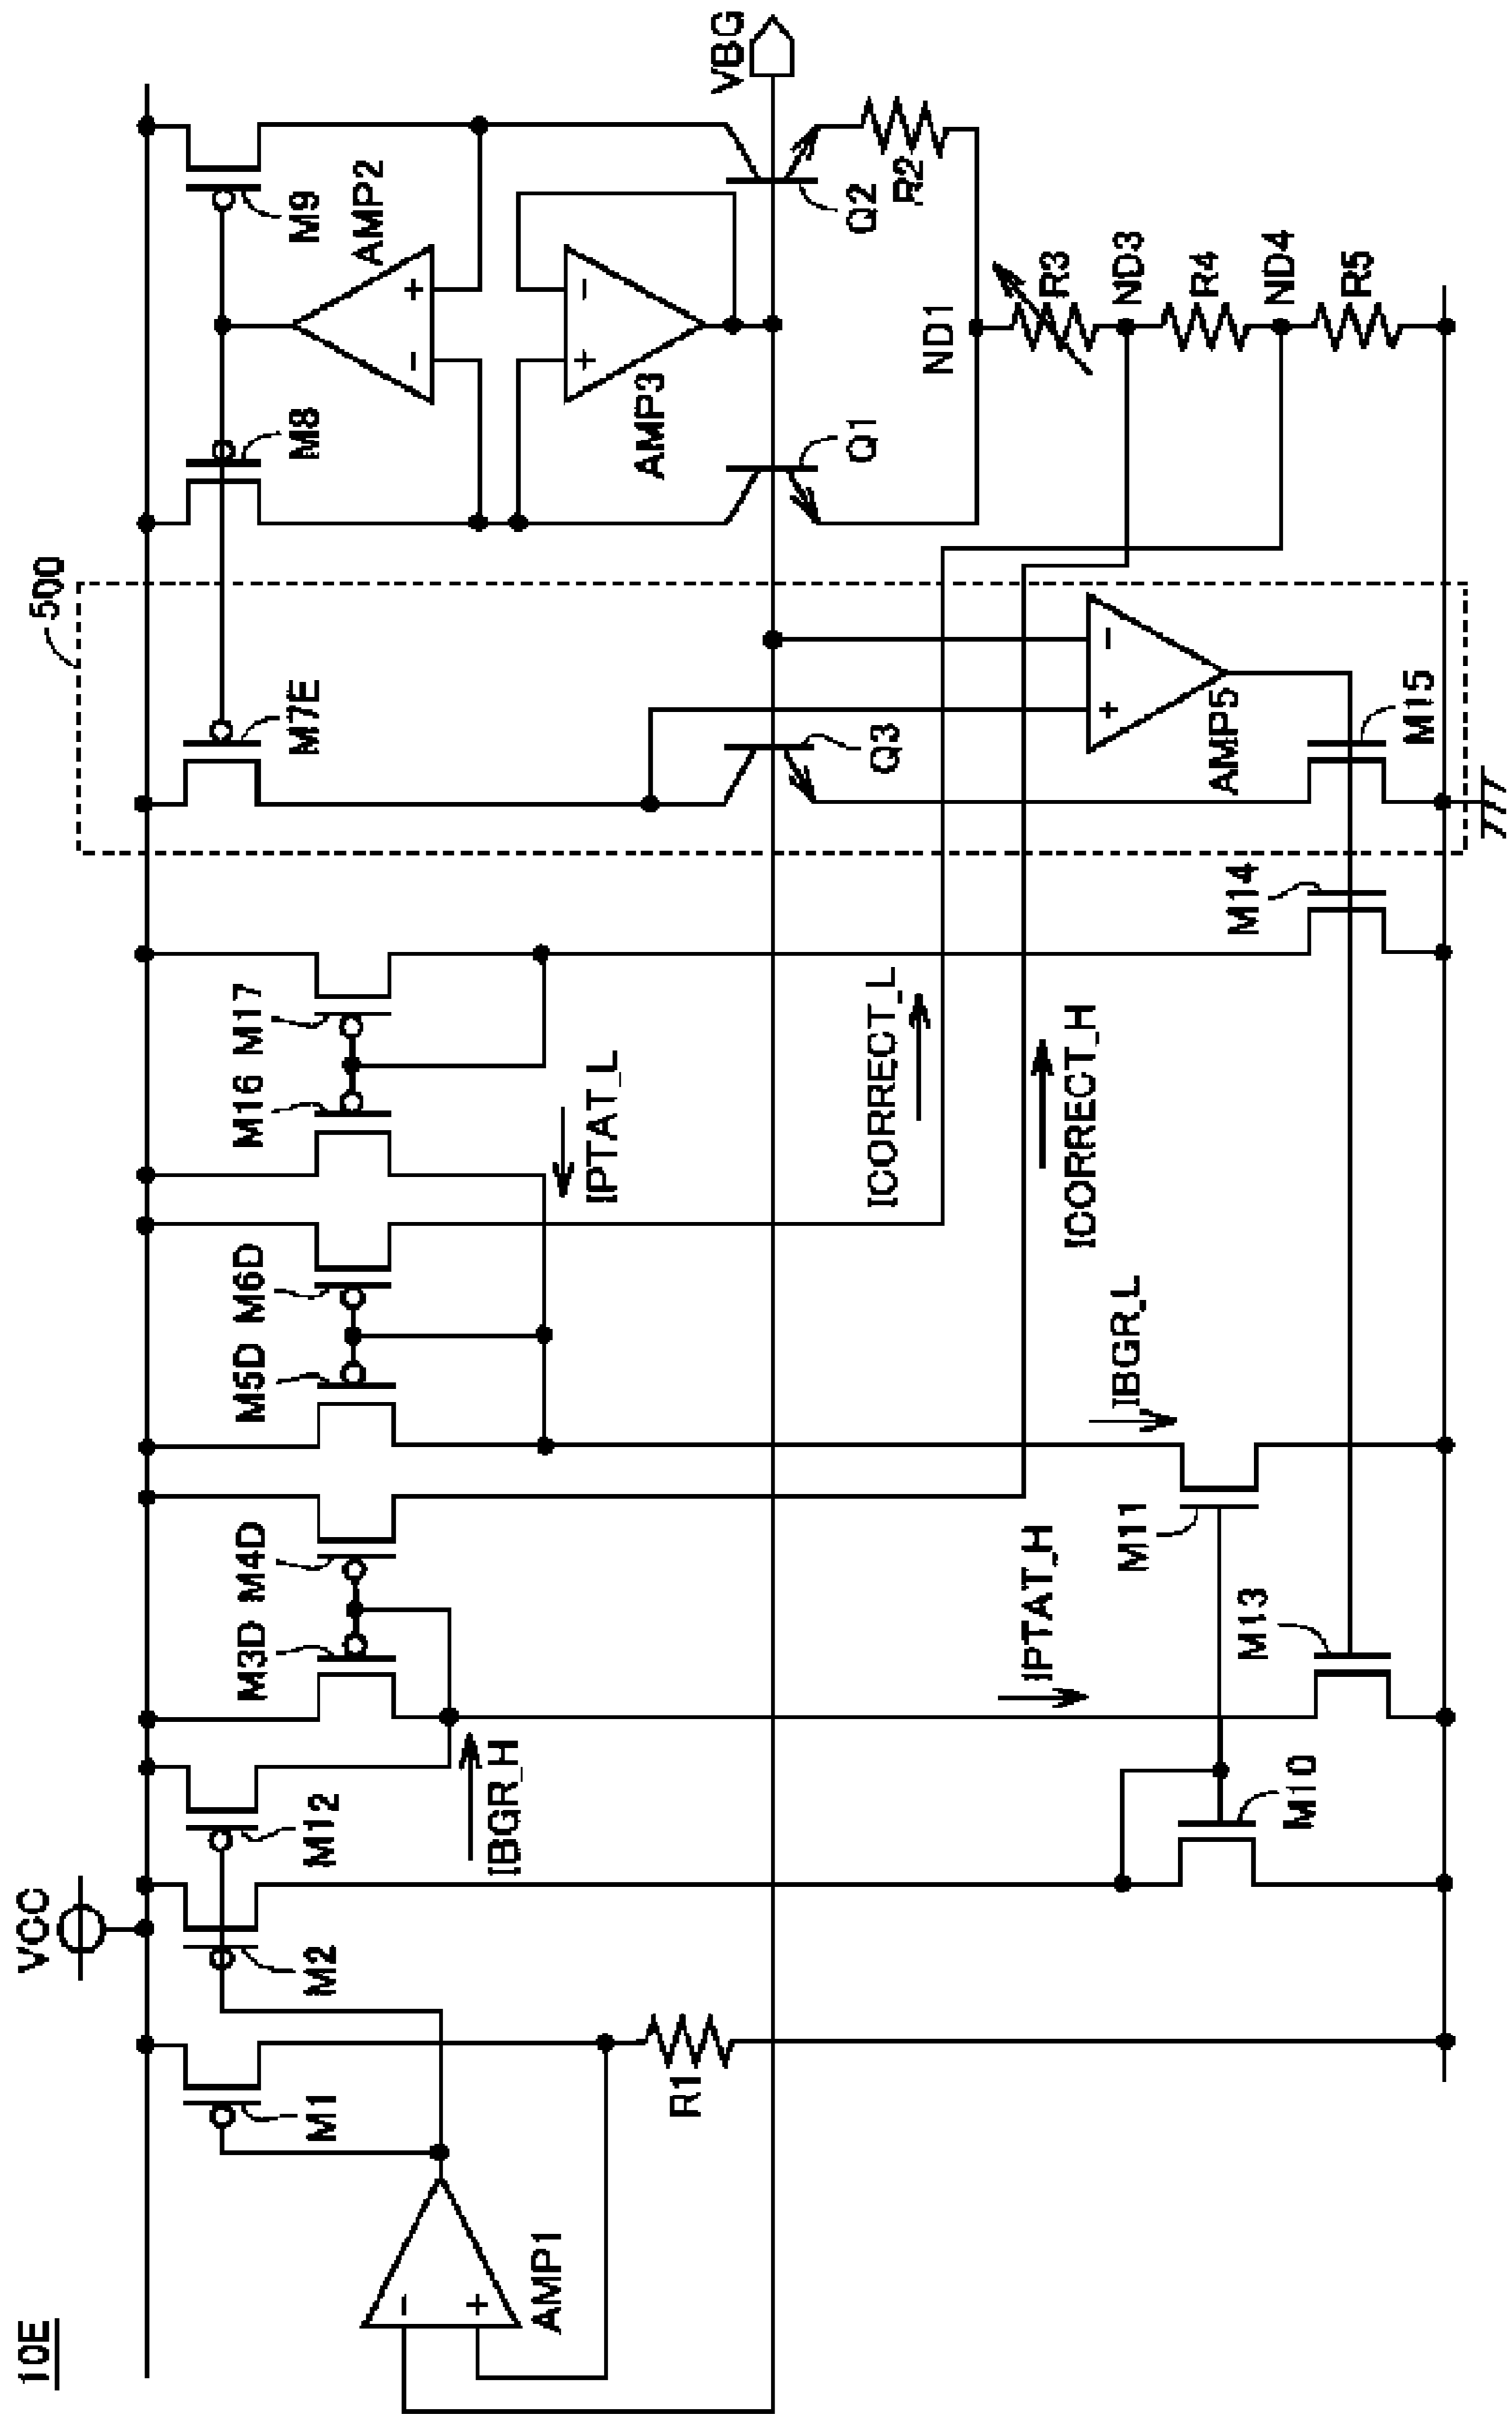 10E
VCC
500
M1
M2
M12
M3D
M4D
M5D
M6D
M16
M17
M7E
M8
M9
AMP2
+
−
AMP1
−
+
IBGR_H
IPTAT_L
AMP3
+
−
VBG
R1
ICORRECT_L
ICORRECT_H
Q3
Q1
Q2
R2
ND1
IPTAT_H
IBGR_L
AMP5
+
−
R3
ND3
R4
ND4
R5
M10
M13
M11
M14
M15